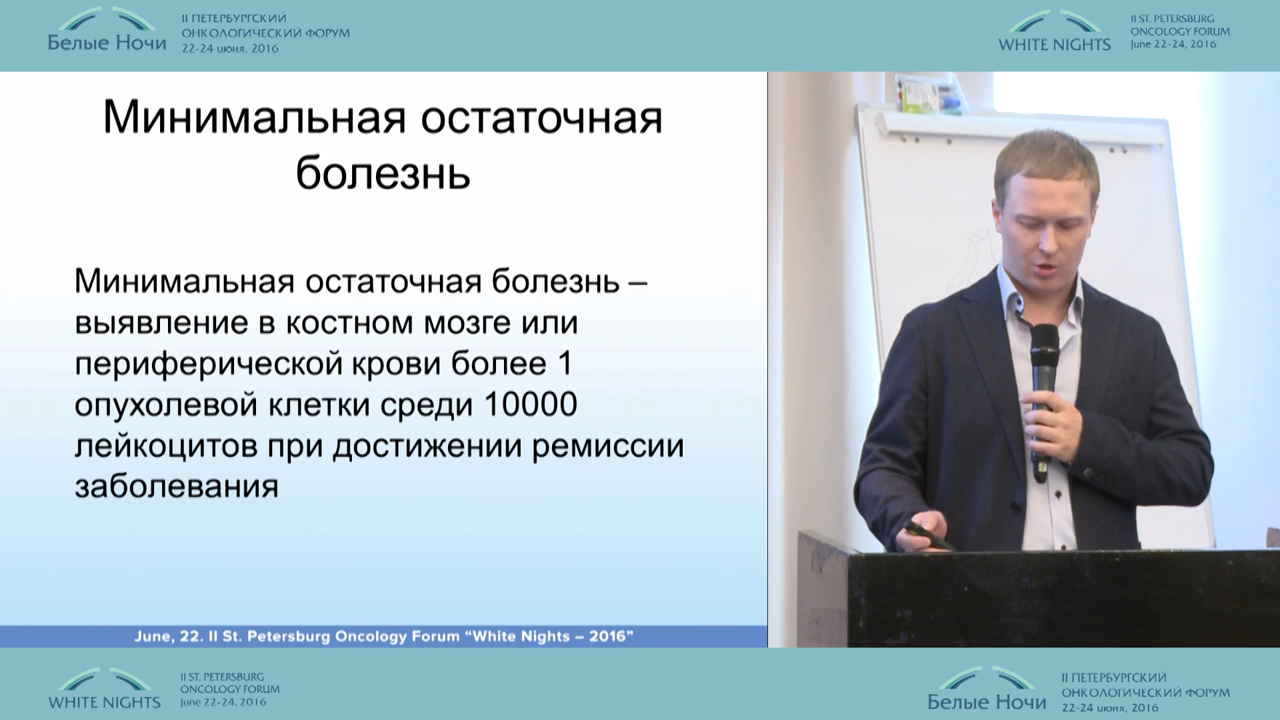 Белые Ночи
II ПЕТЕРБУРГСКИЙ
ОНКОЛОГИЧЕСКИЙ ФОРУМ
22-24 июня, 2016
WHITE NIGHTS
II ST. PETERSBURG
ONCOLOGY FORUM
June 22-24, 2016
Минимальная остаточная
болезнь
Минимальная остаточная болезнь –
выявление в костном мозге или
периферической крови более 1
опухолевой клетки среди 10000
лейкоцитов при достижении ремиссии
заболевания
June, 22. II St. Petersburg Oncology Forum “White Nights – 2016”
WHITE NIGHTS
II ST. PETERSBURG
ONCOLOGY FORUM
June 22-24, 2016
Белые Ночи
II ПЕТЕРБУРГСКИЙ
ОНКОЛОГИЧЕСКИЙ ФОРУМ
22-24 июня, 2016